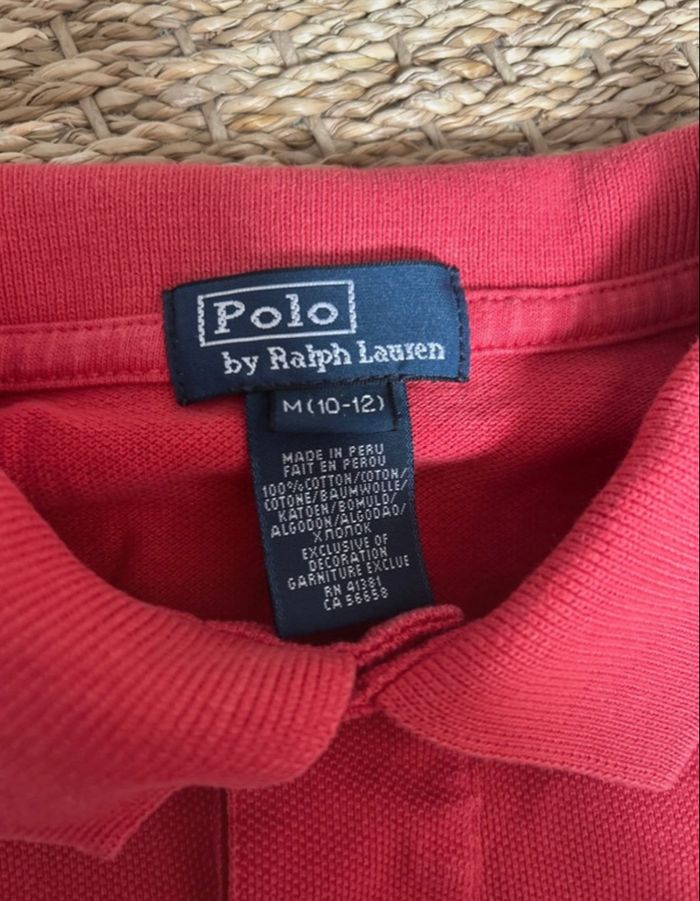 Polo
by Ralph Lauren
M(10-12)
MADE IN PERU
FAIT EN PEROU
100%COTTON/COTON/
COTONE/BAUMWOLLE/
KATOEN/BOMULD/
ALGODON/ALGODAO/
ХЛОПОК
EXCLUSIVE OF
DECORATION
GARNITURE EXCLUE
RN 41381
CA 56658